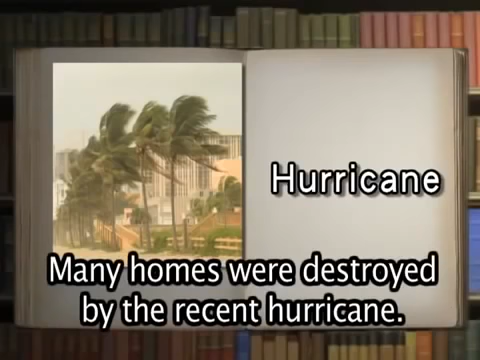 Hurricane
Many homes were destroyed
by the recent hurricane.